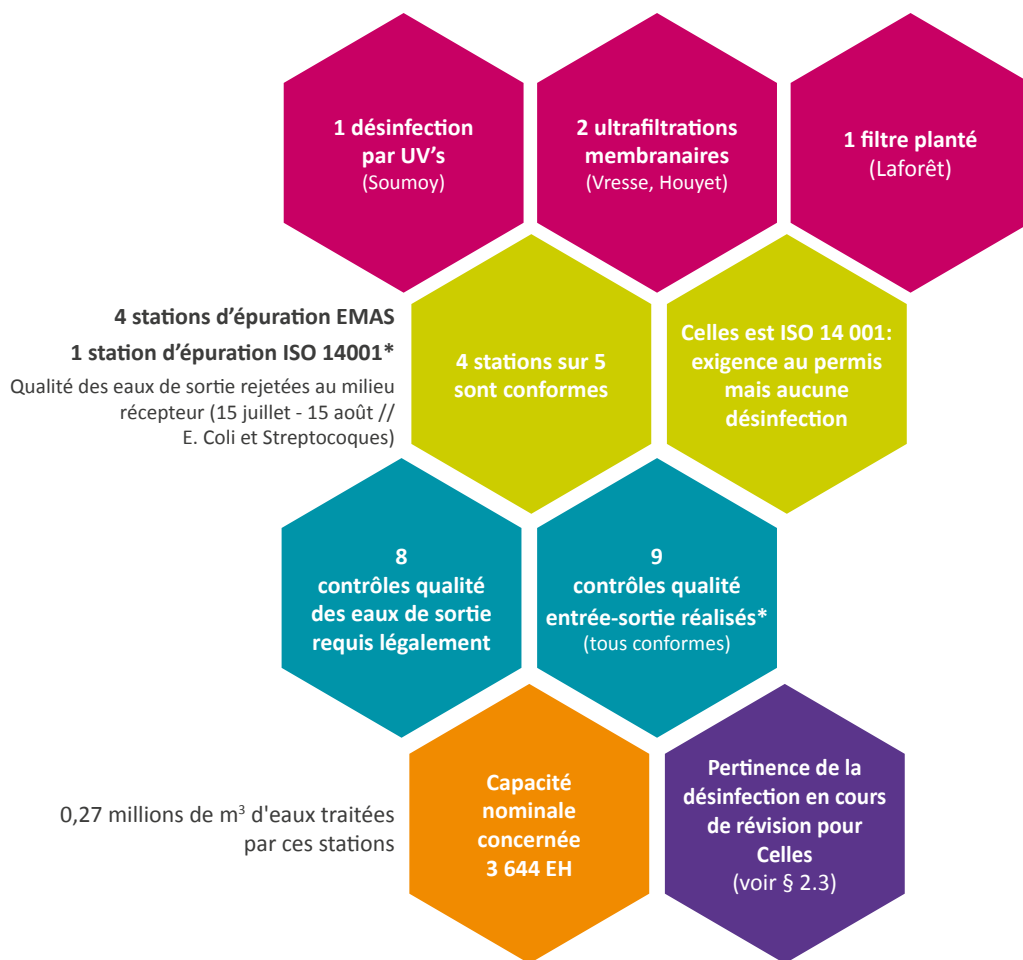 1 désinfection
par UV's
(Soumoy)
2 ultrafiltrations
membranaires
(Vresse, Houyet)
1 filtre planté
(Laforêt)
4 stations d'épuration EMAS
1 station d'épuration ISO 14001*
Qualité des eaux de sortie rejetées au milieu
récepteur (15 juillet - 15 août //
E. Coli et Streptocoques)
4 stations sur 5
sont conformes
Celles est ISO 14 001:
exigence au permis
mais aucune
désinfection
8
contrôles qualité
des eaux de sortie
requis légalement
9
contrôles qualité
entrée-sortie réalisés*
(tous conformes)
0,27 millions de m³ d'eaux traitées
par ces stations
Capacité
nominale
concernée
3 644 EH
Pertinence de la
désinfection en cours
de révision pour
Celles
(voir § 2.3)